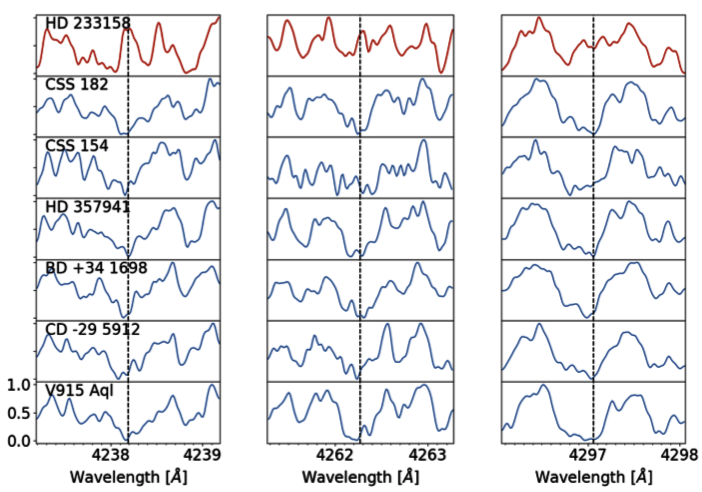 HD 233158
CSS 182
CSS 154
HD 357941
BD +34 1698
CD -29 5912
V915 Aql
1.0
0.5
0.0
4238 4239 4262 4263 4297 4298
Wavelength [Å] Wavelength [Å] Wavelength [Å]